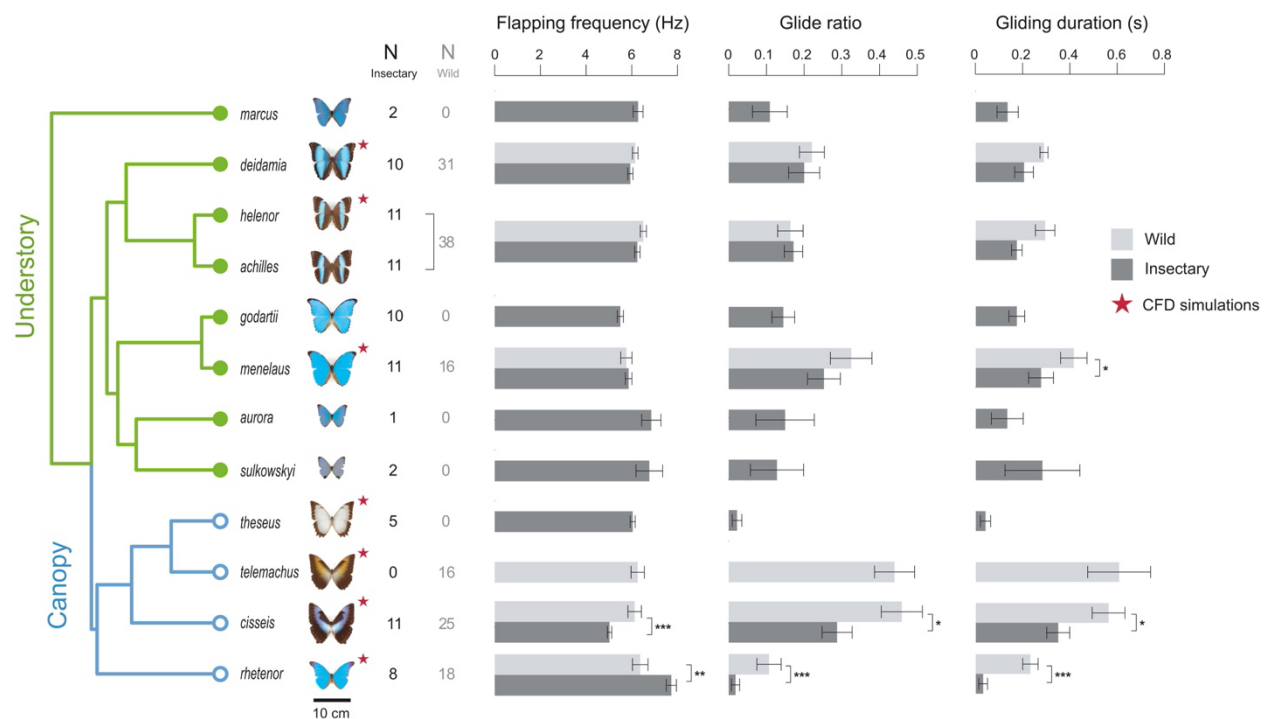 Flapping frequency (Hz) Glide ratio Gliding duration (s)
N N
Insectary Wild
0 2 4 6 8 0 0.1 0.2 0.3 0.4 0.5 0 0.2 0.4 0.6 0.8
marcus 2 0
deidamia 10 31
helenor 11
38
achilles 11
godartii 10 0
menelaus 11 16 *
aurora 1 0
sulkowskyi 2 0
theseus 5 0
telemachus 0 16
cisseis 11 25 *** * *
rhetenor 8 18 ** *** ***
10 cm
Understory
Canopy
Wild
Insectary
CFD simulations